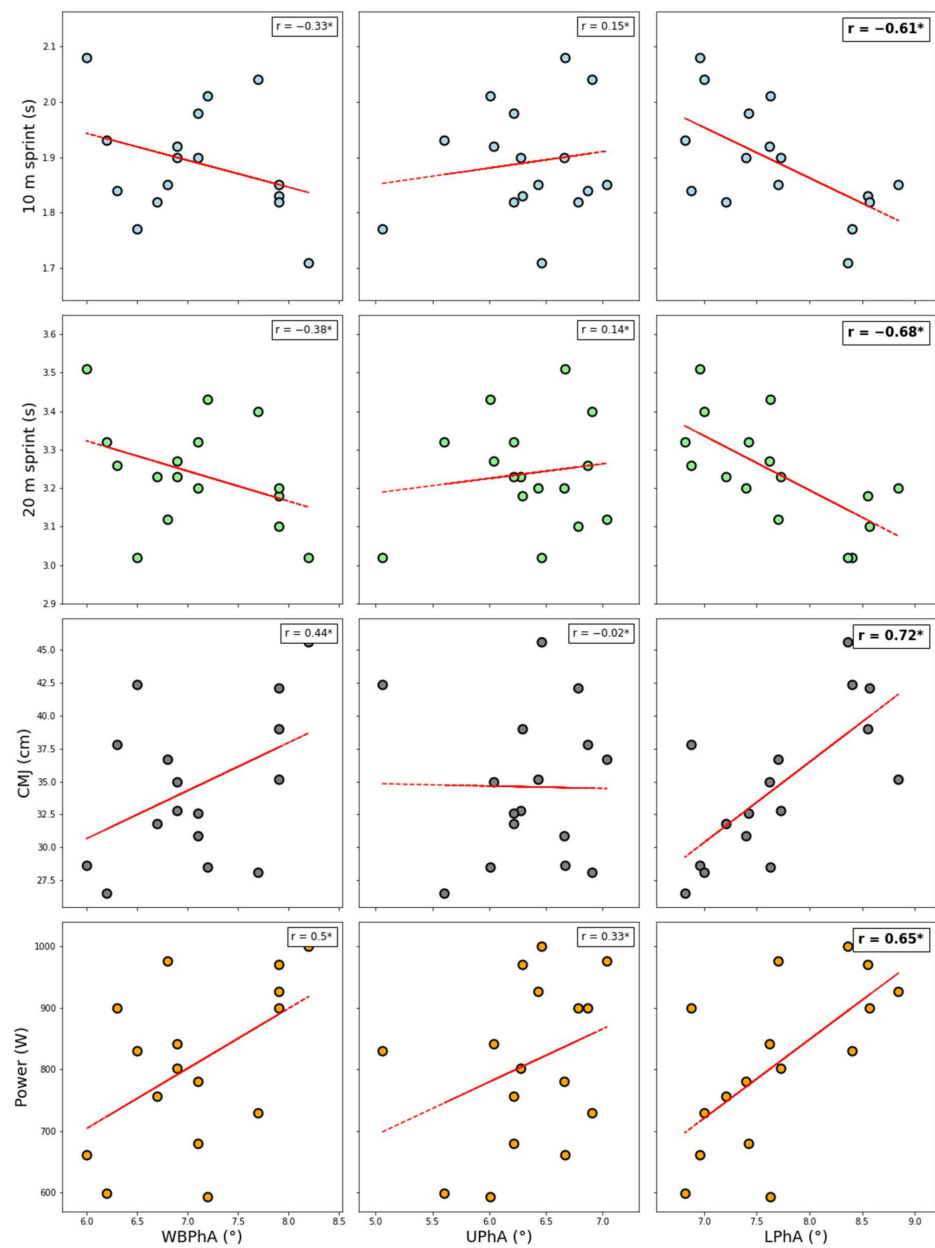 r = −0.33*
r = 0.15*
r = −0.61*
10 m sprint (s)
2.1
2.0
1.9
1.8
1.7
r = −0.38*
r = 0.14*
r = −0.68*
20 m sprint (s)
3.6
3.5
3.4
3.3
3.2
3.1
3.0
2.9
r = 0.44*
r = −0.02*
r = 0.72*
CMJ (cm)
45.0
42.5
40.0
37.5
35.0
32.5
30.0
27.5
r = 0.5*
r = 0.33*
r = 0.65*
Power (W)
1000
900
800
700
600
6.0 6.5 7.0 7.5 8.0 8.5
5.0 5.5 6.0 6.5 7.0
7.0 7.5 8.0 8.5 9.0
WBPhA (°)
UPhA (°)
LPhA (°)